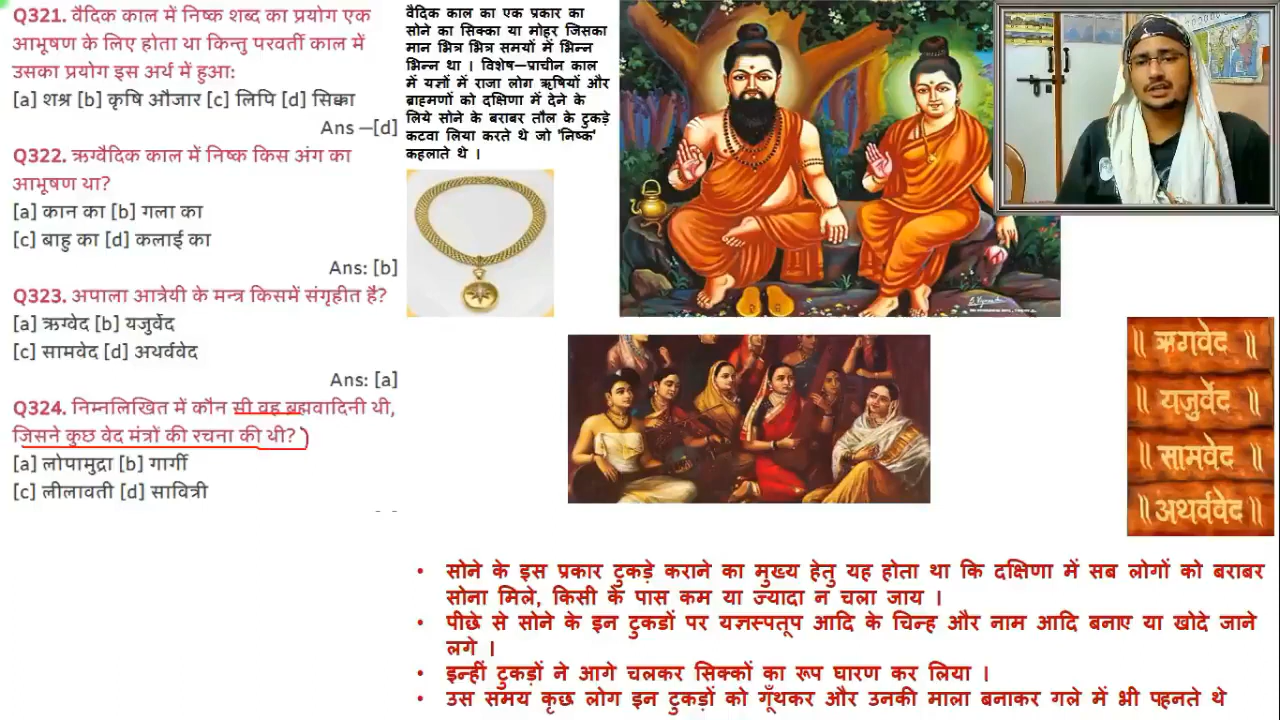 Q321. वैदिक काल में निष्क शब्द का प्रयोग एक
आभूषण के लिए होता था किन्तु परवर्ती काल में
उसका प्रयोग इस अर्थ में हुआ:
[a] शश्र [b] कृषि औजार [c] लिपि [d] सिक्का
Ans –[d]
Q322. ऋग्वैदिक काल में निष्क किस अंग का
आभूषण था?
[a] कान का [b] गला का
[c] बाहु का [d] कलाई का
Ans: [b]
Q323. अपाला आत्रेयी के मन्त्र किसमें संगृहीत है?
[a] ऋग्वेद [b] यजुर्वेद
[c] सामवेद [d] अथर्ववेद
Ans: [a]
Q324. निम्नलिखित में कौन सी वह ब्रह्मवादिनी थी,
जिसने कुछ वेद मंत्रों की रचना की थी?
[a] लोपामुद्रा [b] गार्गी
[c] लीलावती [d] सावित्री
वैदिक काल का एक प्रकार का
सोने का सिक्का या मोहर जिसका
मान भिन्न भिन्न समयों में भिन्न
भिन्न था । विशेष—प्राचीन काल
में यज्ञों में राजा लोग ऋषियों और
ब्राहमणों को दक्षिणा में देने के
लिये सोने के बराबर तौल के टुकड़े
कटवा लिया करते थे जो 'निष्क'
कहलाते थे ।
॥ ऋगवेद ॥
॥ यजुर्वेद ॥
॥ सामवेद ॥
॥ अथर्ववेद ॥
• सोने के इस प्रकार टुकड़े कराने का मुख्य हेतु यह होता था कि दक्षिणा में सब लोगों को बराबर
सोना मिले, किसी के पास कम या ज्यादा न चला जाय ।
• पीछे से सोने के इन टुकडों पर यज्ञस्पतूप आदि के चिन्ह और नाम आदि बनाए या खोदे जाने
लगे ।
• इन्हीं टुकड़ों ने आगे चलकर सिक्कों का रूप घारण कर लिया ।
• उस समय कुछ लोग इन टुकड़ों को गूँथकर और उनकी माला बनाकर गले में भी पहनते थे